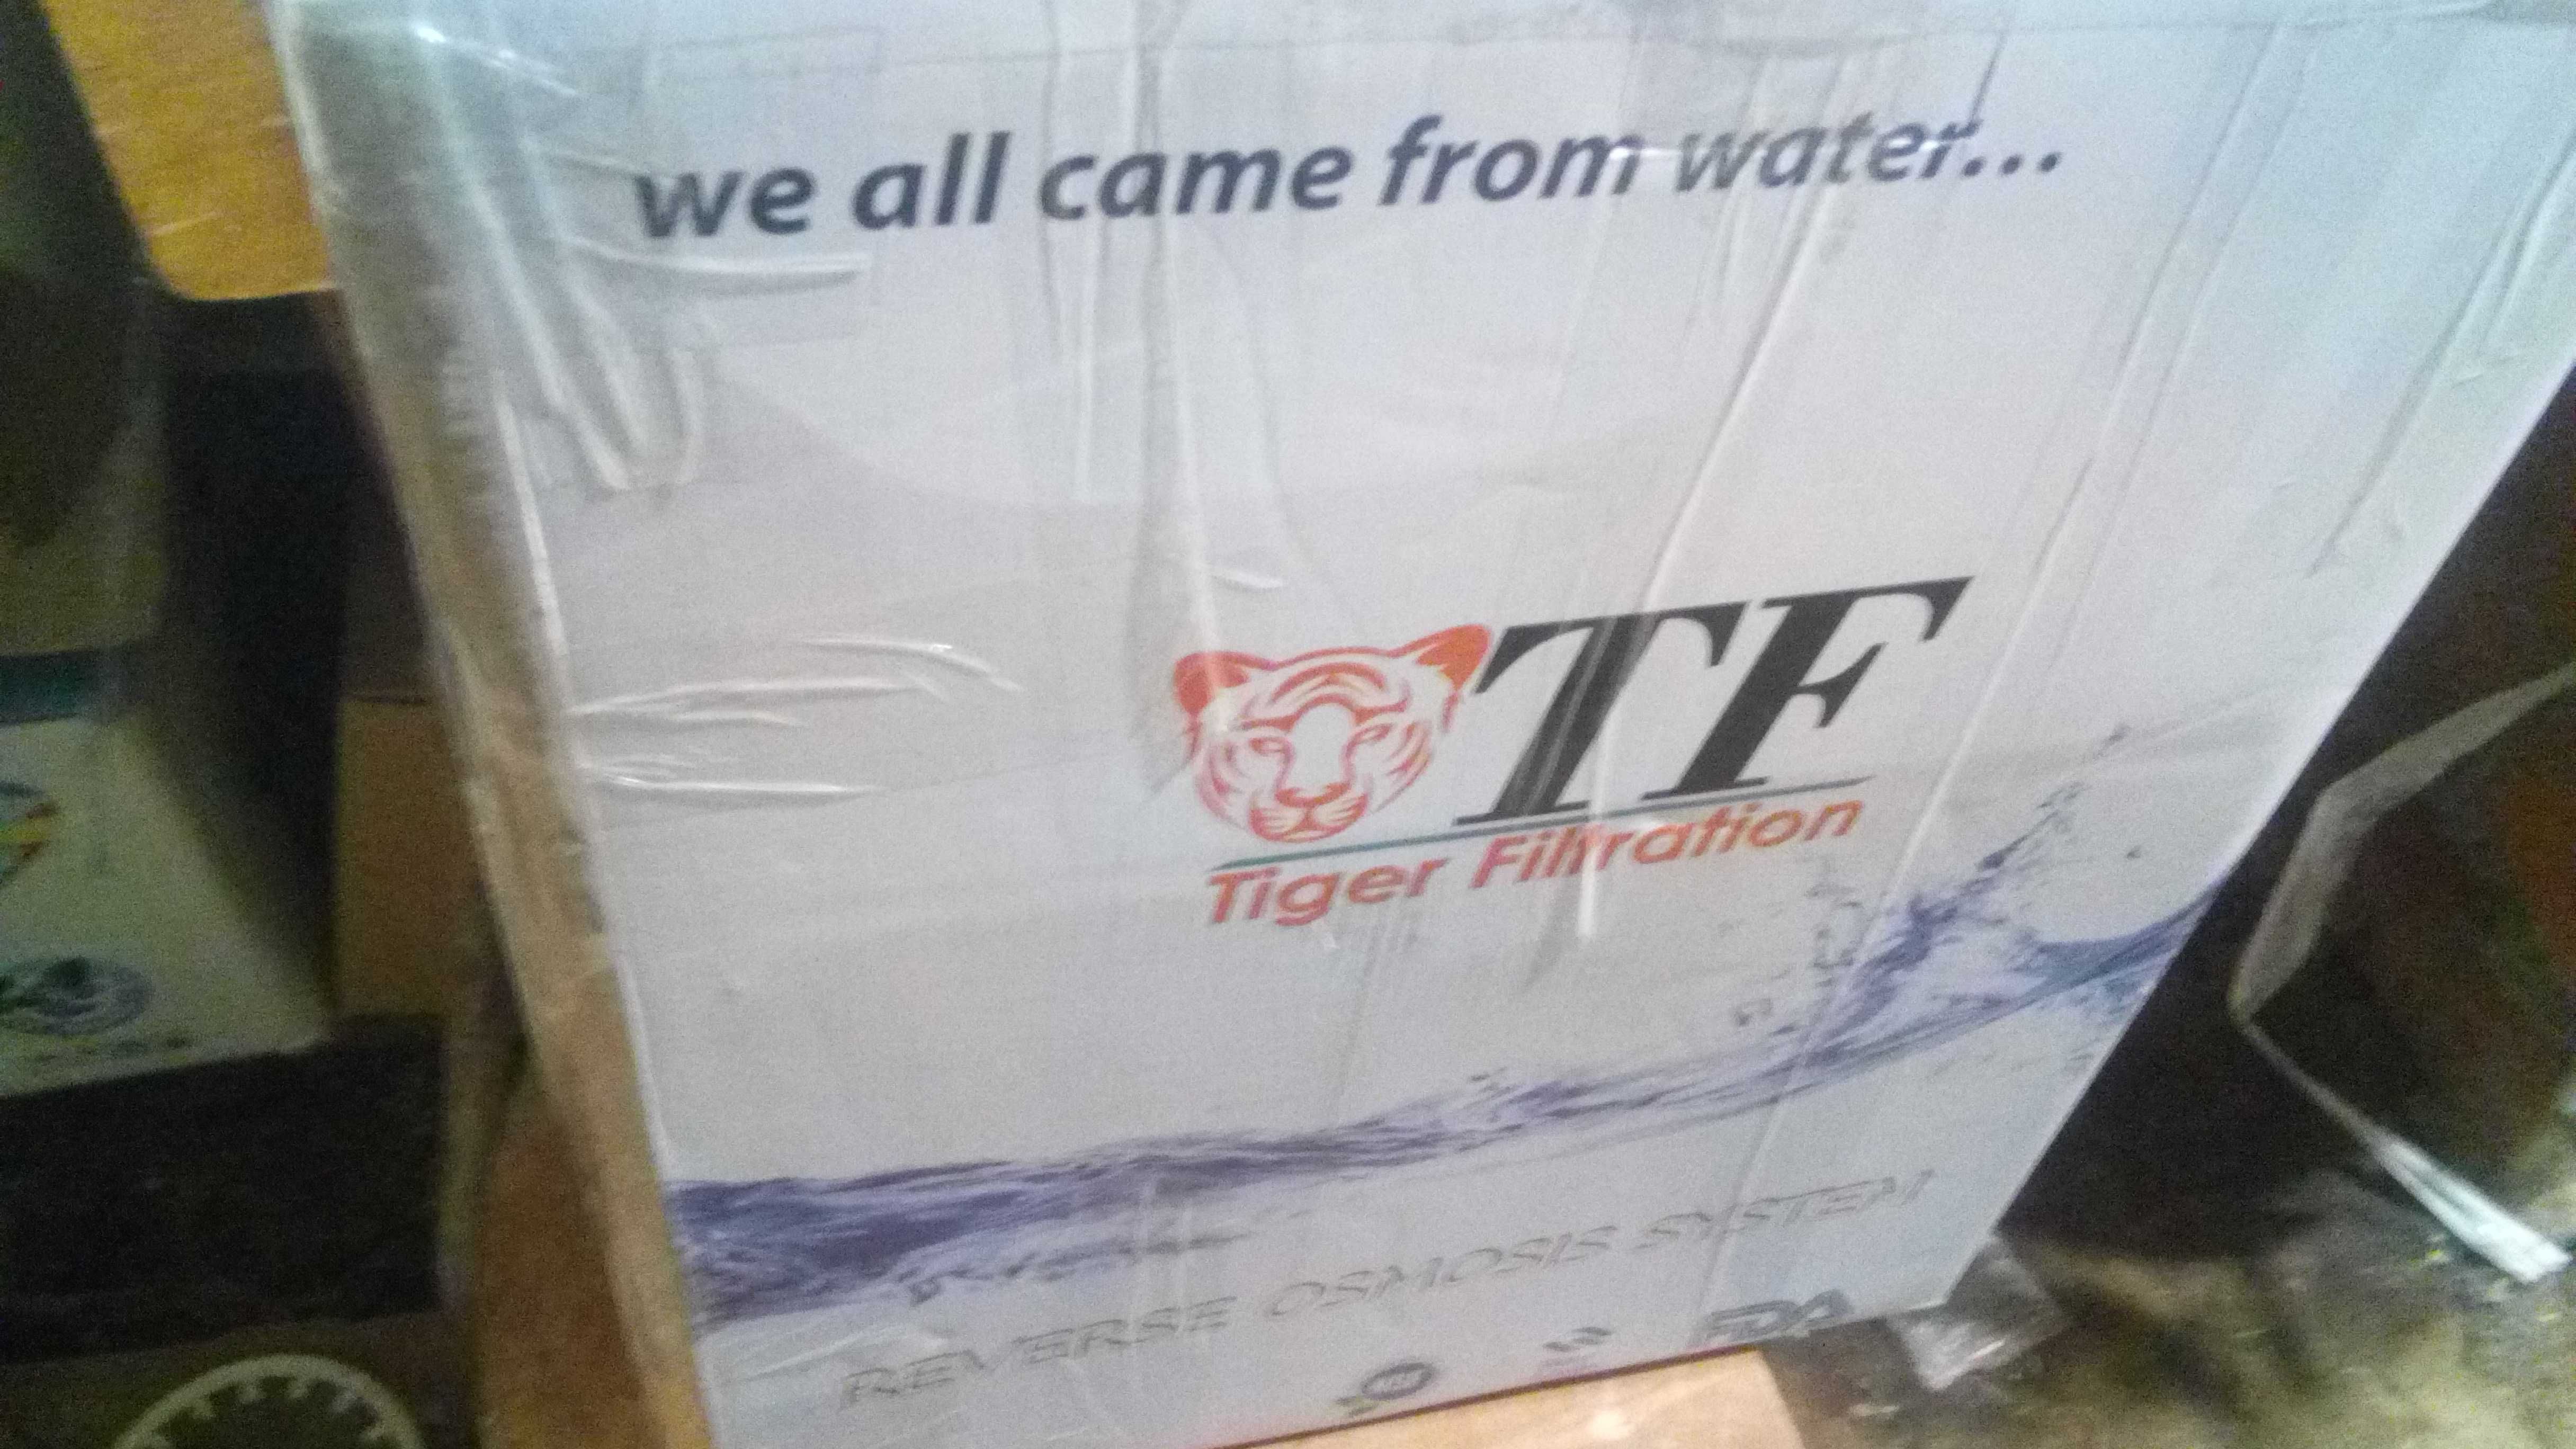 we all came from water...
TF
Tiger Filtration
REVERSE OSMOSIS SYSTEM
FDA